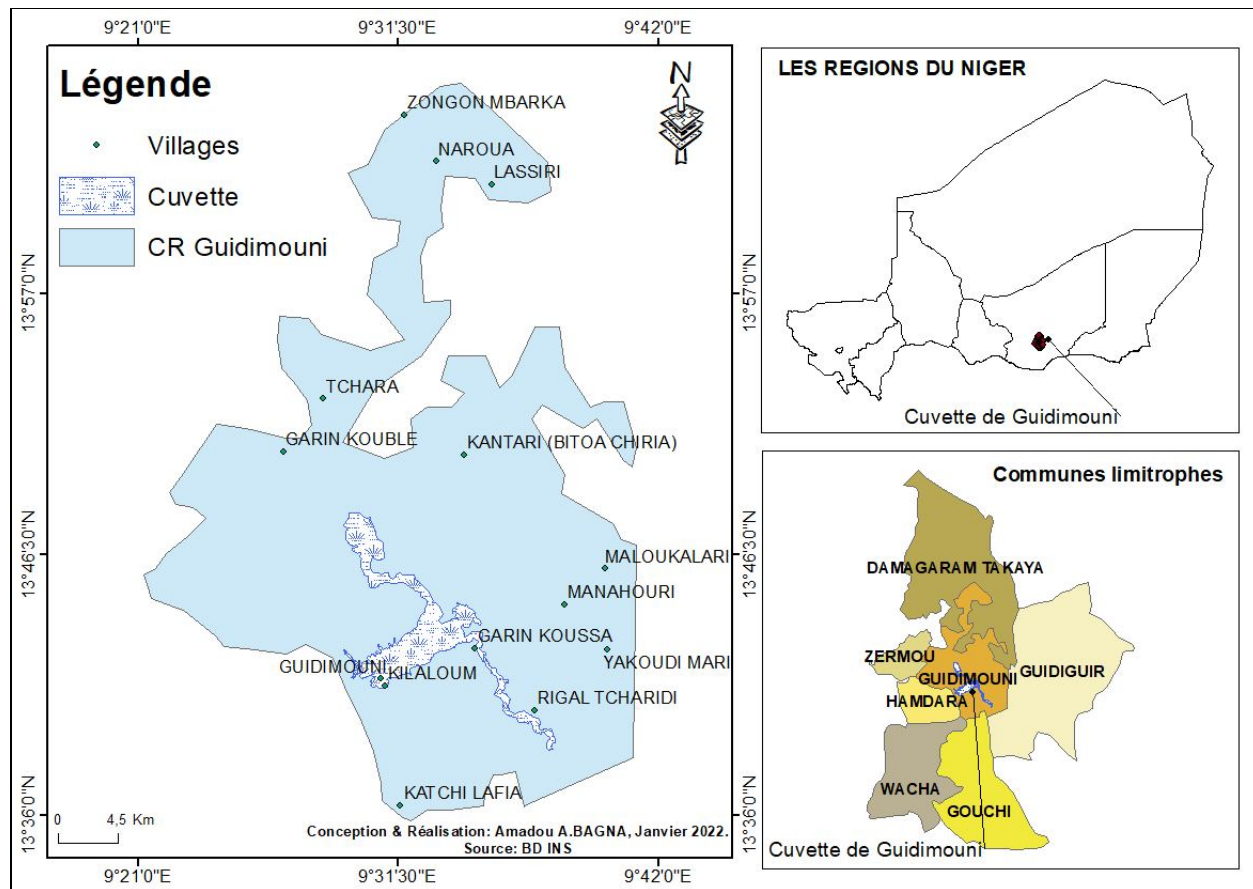 9°21'0"E
9°31'30"E
9°42'0"E
Légende
Villages
Cuvette
CR Guidimouni
N
ZONGON MBARKA
NAROUA
LASSIRI
13°57'0"N
13°57'0"N
TCHARA
GARIN KOUBLE
KANTARI (BITOA CHIRIA)
13°46'30"N
13°46'30"N
MALOUKALARI
MANAHOURI
GARIN KOUSSA
YAKOUDI MARI
GUIDIMOUNI
KILALOUM
RIGAL TCHARIDI
KATCHI LAFIA
13°36'0"N
13°36'0"N
0 4,5 Km
Conception & Réalisation: Amadou A.BAGNA, Janvier 2022.
Source: BD INS
9°21'0"E
9°31'30"E
9°42'0"E
LES REGIONS DU NIGER
Cuvette de Guidimouni
Communes limitrophes
DAMAGARAM TAKAYA
ZERMOU
GUIDIMOUNI
GUIDIGUIR
HAMDARA
WACHA
GOUCHI
Cuvette de Guidimouni